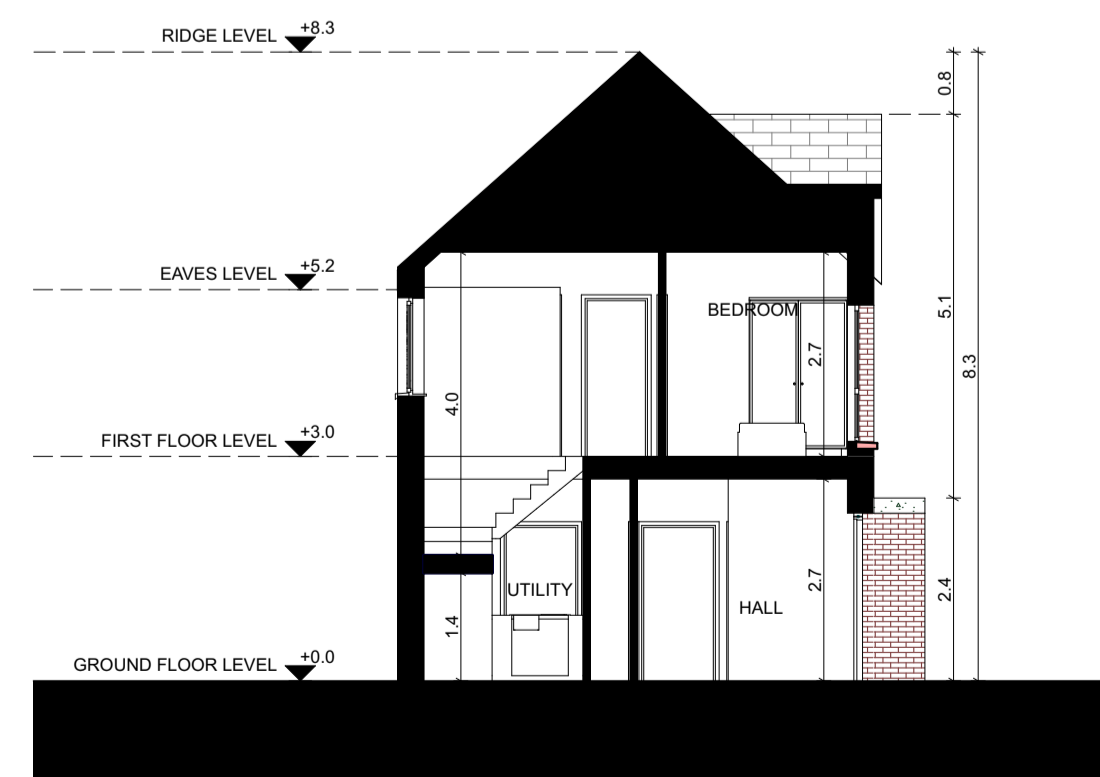 RIDGE LEVEL
+8.3
0.8
EAVES LEVEL
+5.2
BEDROOM
5.1
2.7
8.3
4.0
FIRST FLOOR LEVEL
+3.0
UTILITY
2.7
2.4
HALL
1.4
GROUND FLOOR LEVEL
+0.0